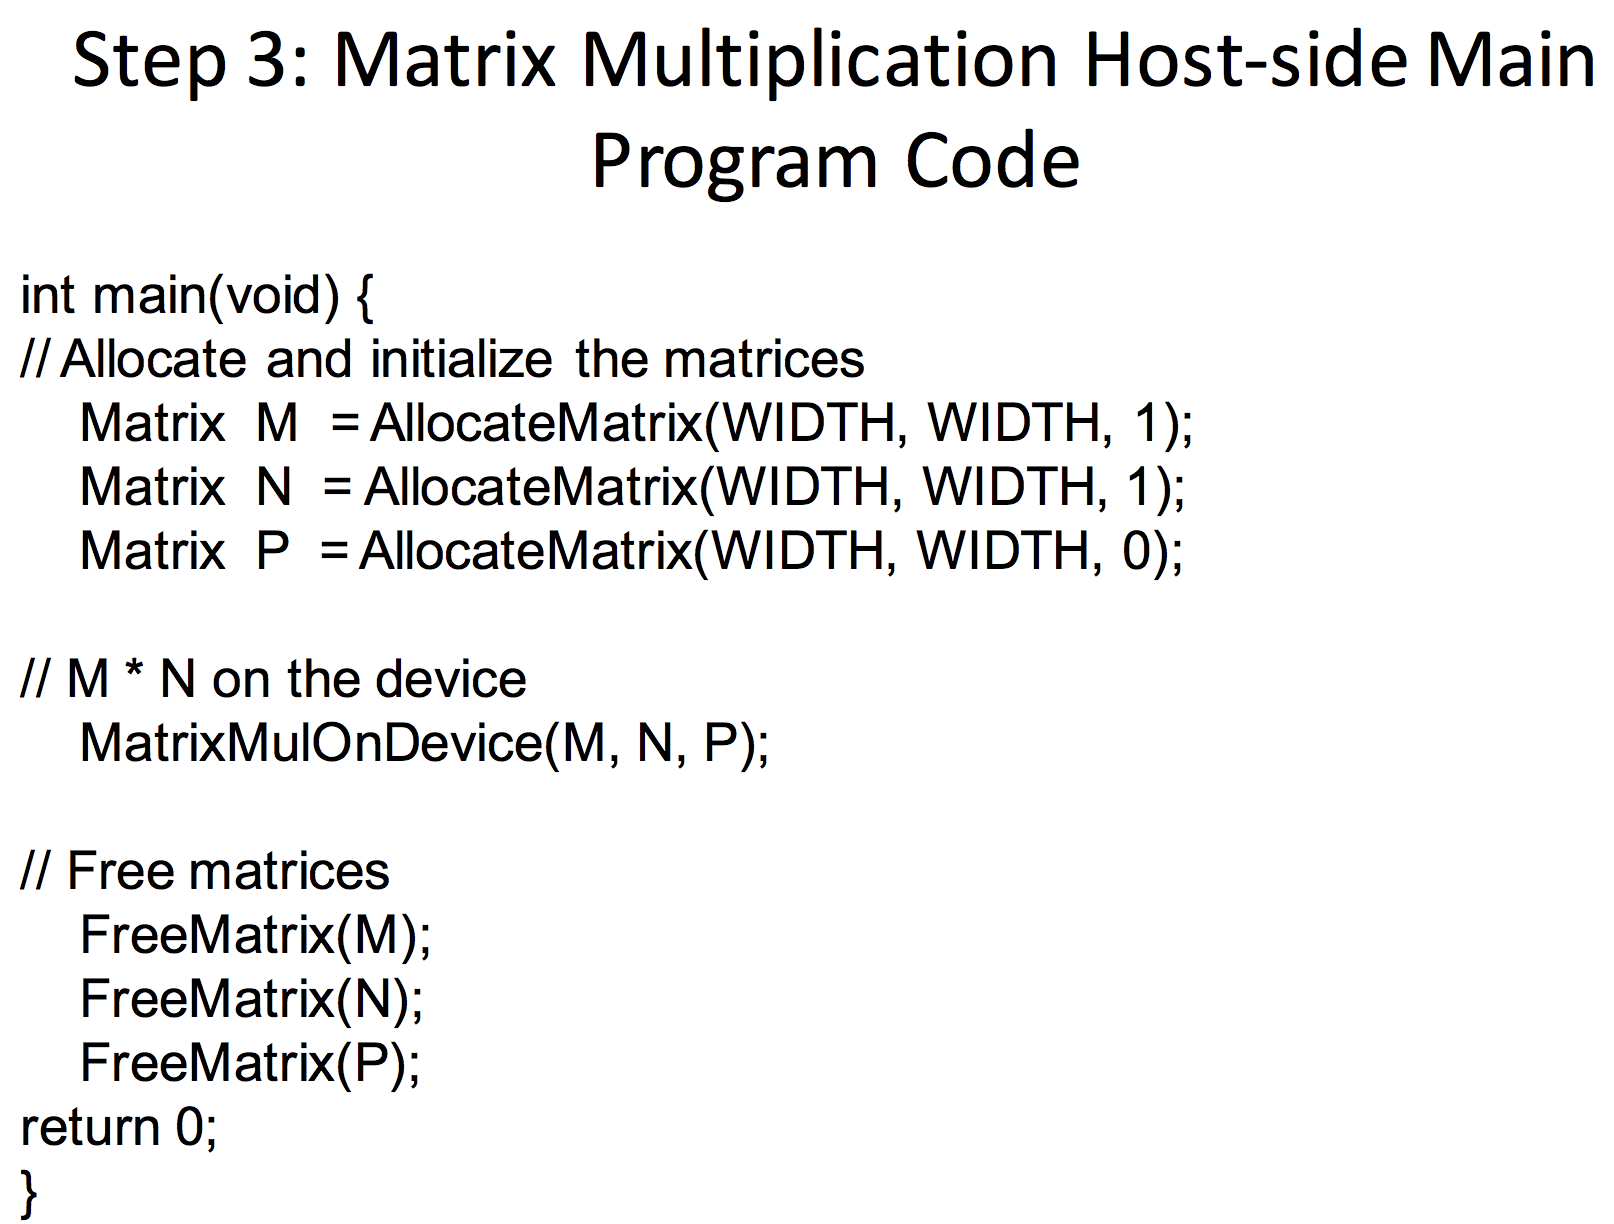 Step 3: Matrix Multiplication Host-side Main
Program Code
int main(void) {
// Allocate and initialize the matrices
Matrix M = AllocateMatrix(WIDTH, WIDTH, 1);
Matrix N = AllocateMatrix(WIDTH, WIDTH, 1);
Matrix P = AllocateMatrix(WIDTH, WIDTH, 0);
// M * N on the device
MatrixMulOnDevice(M, N, P);
// Free matrices
FreeMatrix(M);
FreeMatrix(N);
FreeMatrix(P);
return 0;
}